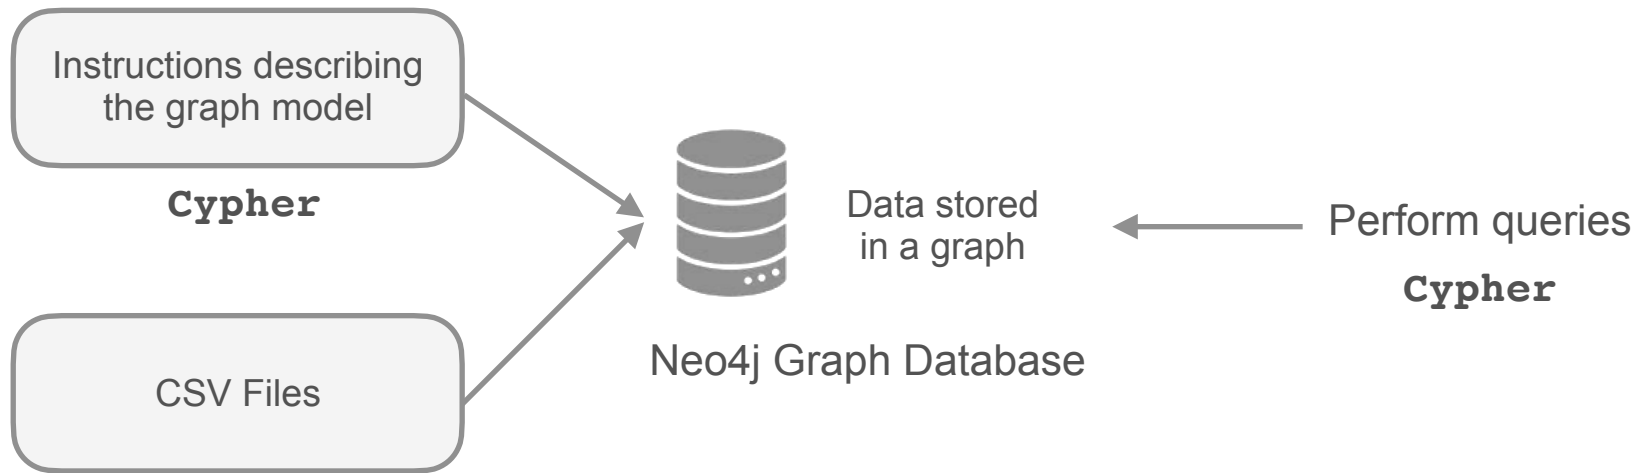 Instructions describing
the graph model
Cypher
CSV Files
Data stored
in a graph
Neo4j Graph Database
Perform queries
Cypher